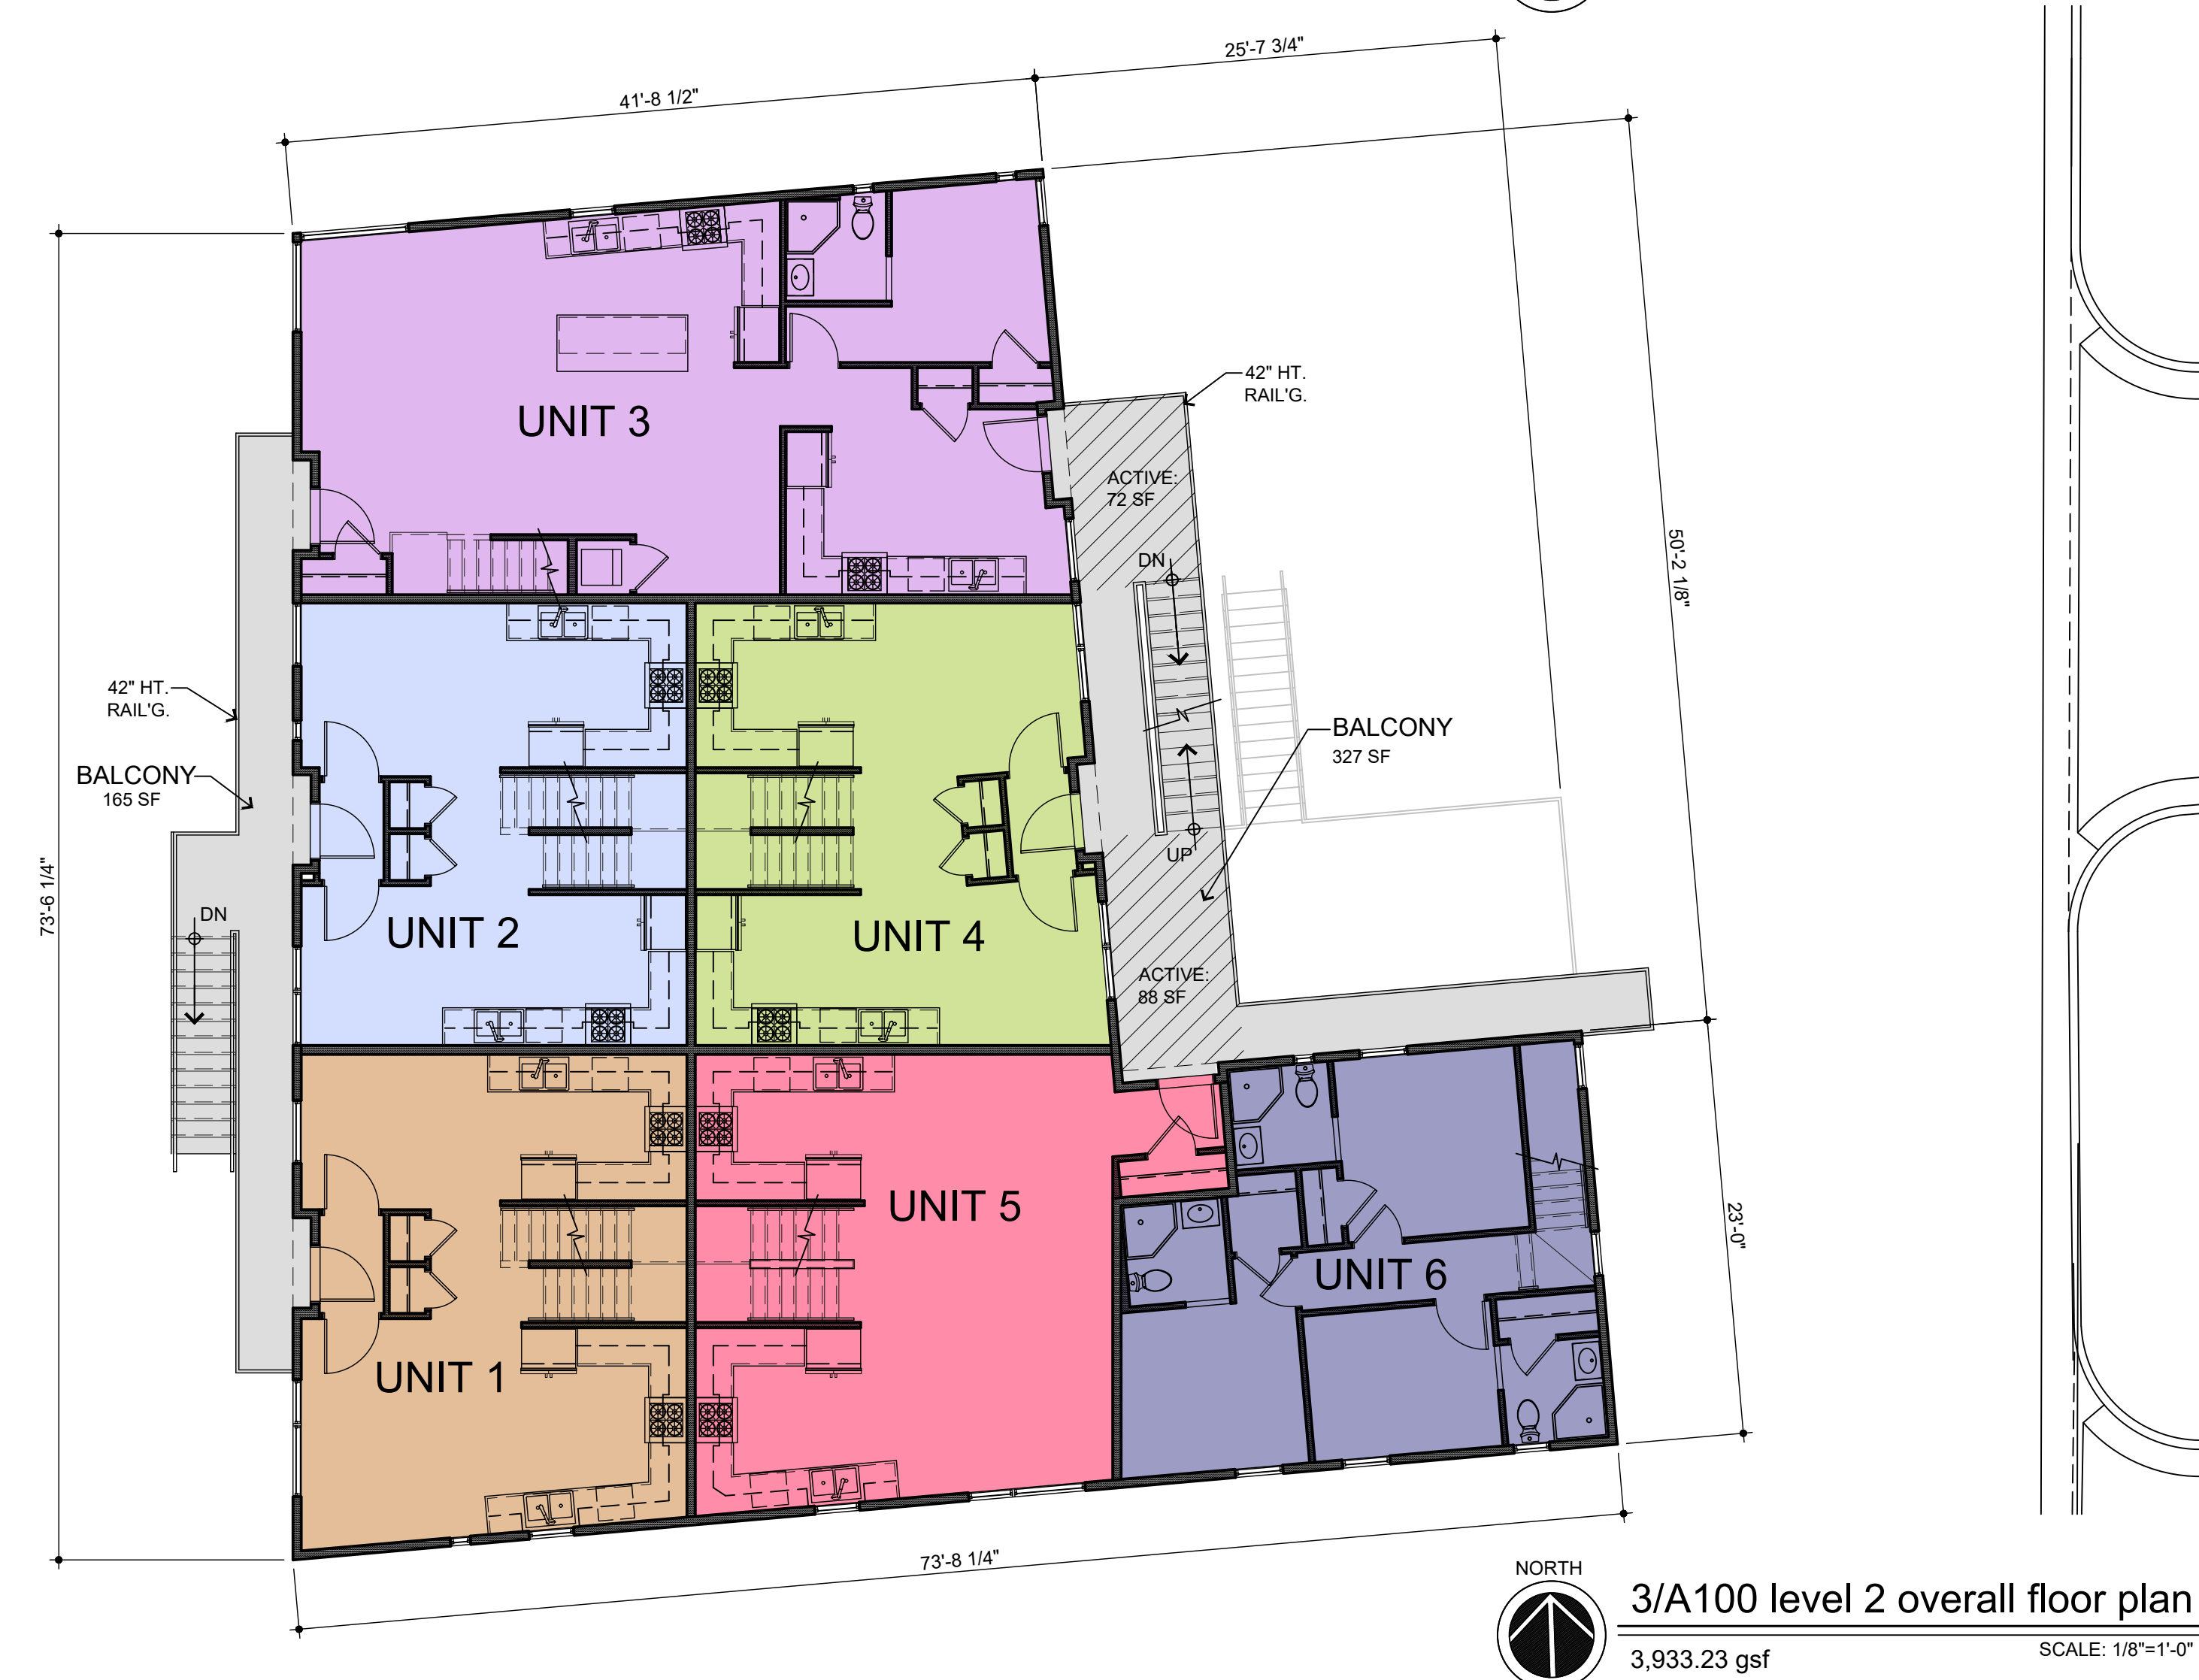 25'-7 3/4"
41'-8 1/2"
42" HT.
RAIL'G.
UNIT 3
ACTIVE:
72 SF
DN
50'-2 1/8"
42" HT.
RAIL'G.
BALCONY
327 SF
BALCONY
165 SF
UP
73'-6 1/4"
DN
UNIT 2
UNIT 4
ACTIVE:
88 SF
UNIT 5
23'-0"
UNIT 6
UNIT 1
73'-8 1/4"
NORTH
3/A100 level 2 overall floor plan
3,933.23 gsf
SCALE: 1/8"=1'-0"